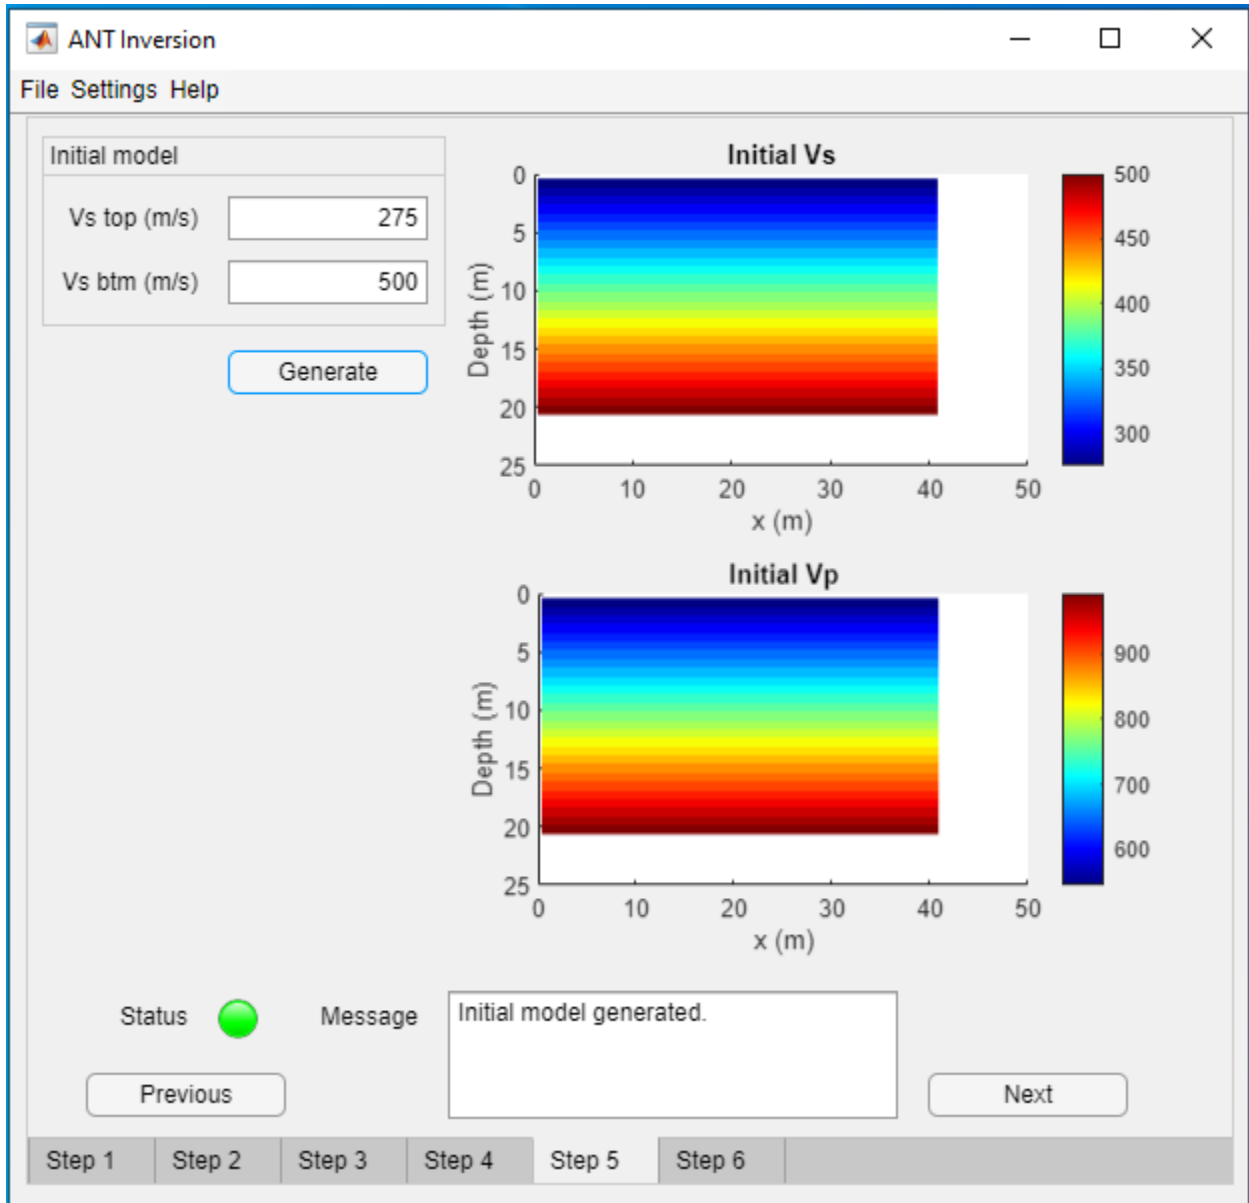 ANT Inversion
File Settings Help
Initial model
Vs top (m/s) 275
Vs btm (m/s) 500
Generate
Initial Vs
0
5
10
15
20
25
Depth (m)
0 10 20 30 40 50
x (m)
500
450
400
350
300
Initial Vp
0
5
10
15
20
25
Depth (m)
0 10 20 30 40 50
x (m)
900
800
700
600
Status Message Initial model generated.
Previous Next
Step 1 Step 2 Step 3 Step 4 Step 5 Step 6